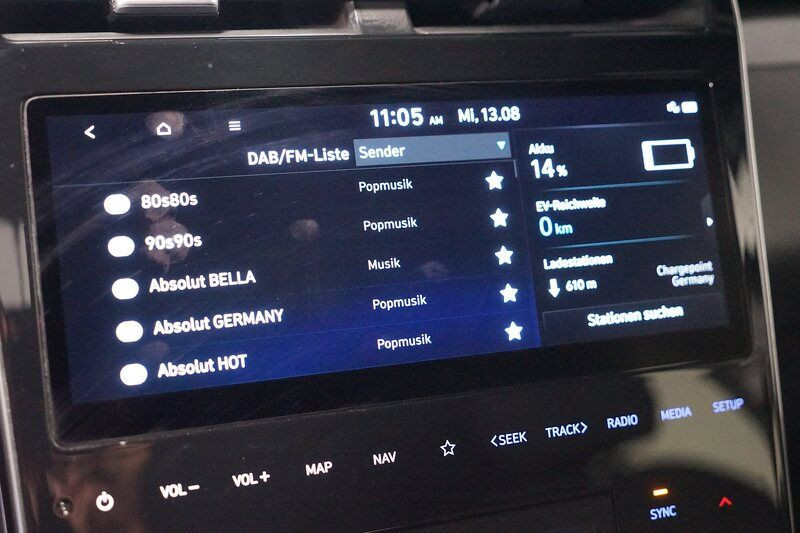 11:05 AM Mi, 13.08
DAB/FM-Liste Sender
80s80s Popmusik
90s90s Popmusik
Absolut BELLA Musik
Absolut GERMANY Popmusik
Absolut HOT Popmusik
Akku
14%
EV-Reichweite
0 km
Ladestationen
610 m Chargepoint
Germany
Stationen suchen
VOL− VOL+ MAP NAV <SEEK TRACK> RADIO MEDIA SETUP
SYNC